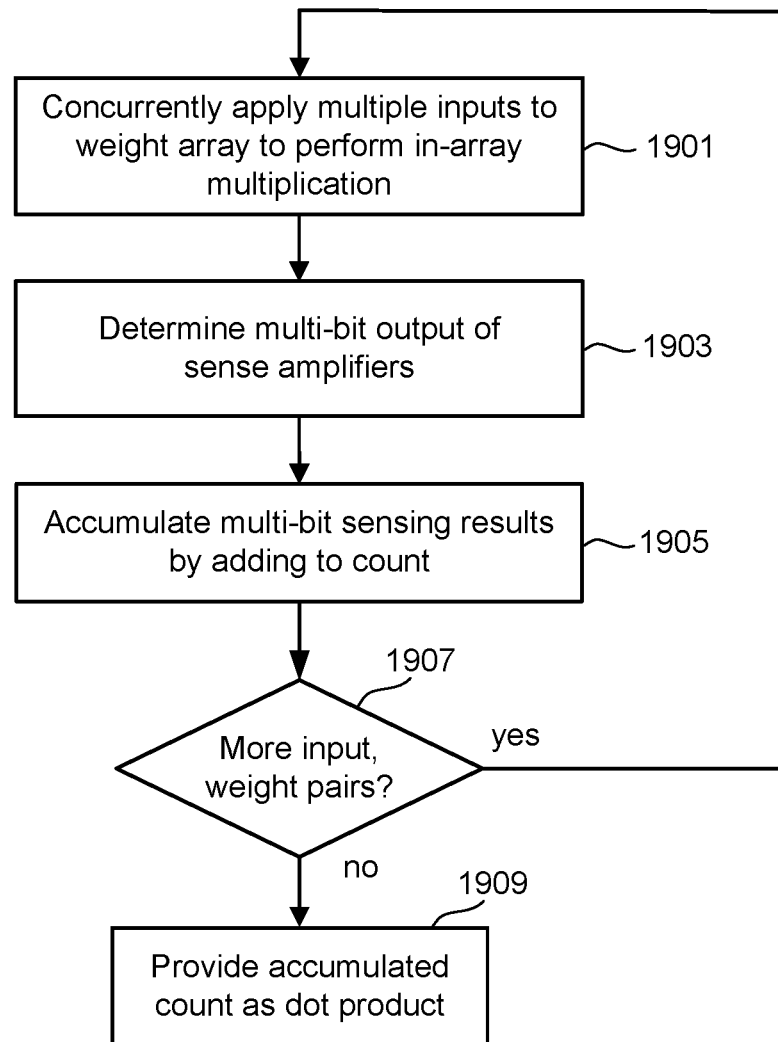 Concurrently apply multiple inputs to
weight array to perform in-array
multiplication
1901
Determine multi-bit output of
sense amplifiers
1903
Accumulate multi-bit sensing results
by adding to count
1905
1907
More input,
weight pairs?
yes
no
1909
Provide accumulated
count as dot product